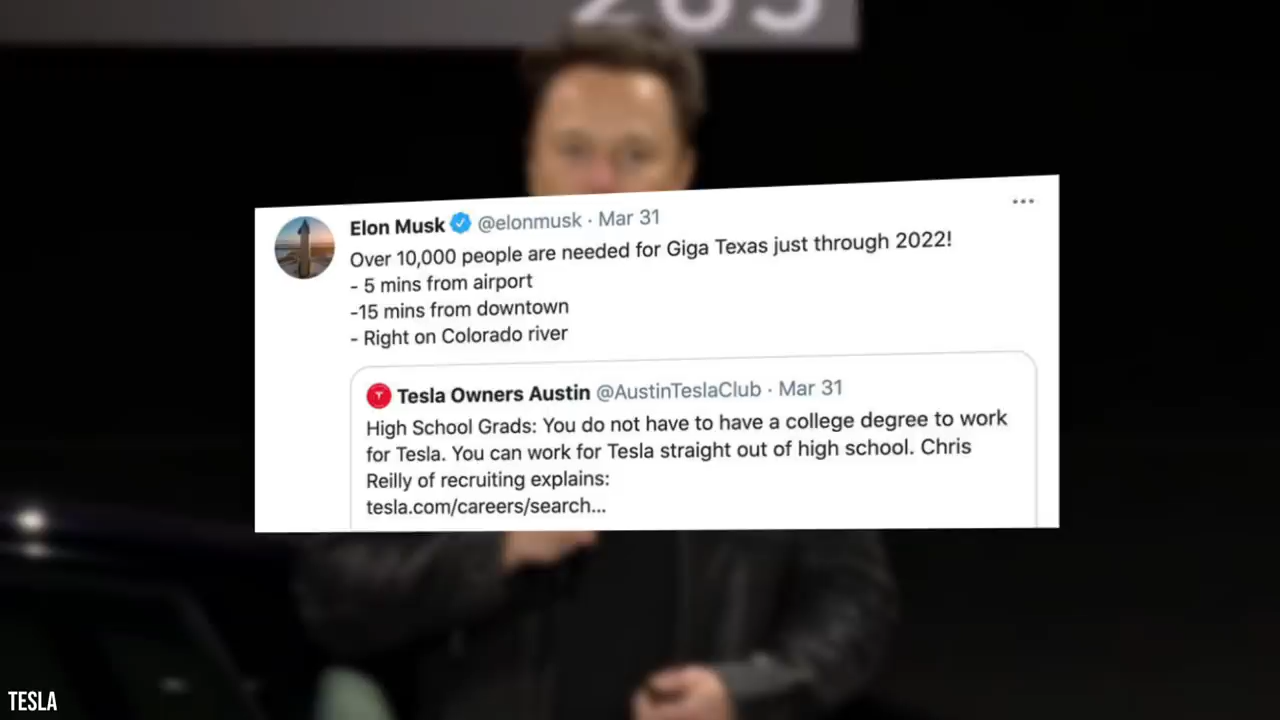 Elon Musk @elonmusk · Mar 31
Over 10,000 people are needed for Giga Texas just through 2022!
- 5 mins from airport
-15 mins from downtown
- Right on Colorado river
Tesla Owners Austin @AustinTeslaClub · Mar 31
High School Grads: You do not have to have a college degree to work
for Tesla. You can work for Tesla straight out of high school. Chris
Reilly of recruiting explains:
tesla.com/careers/search...
TESLA